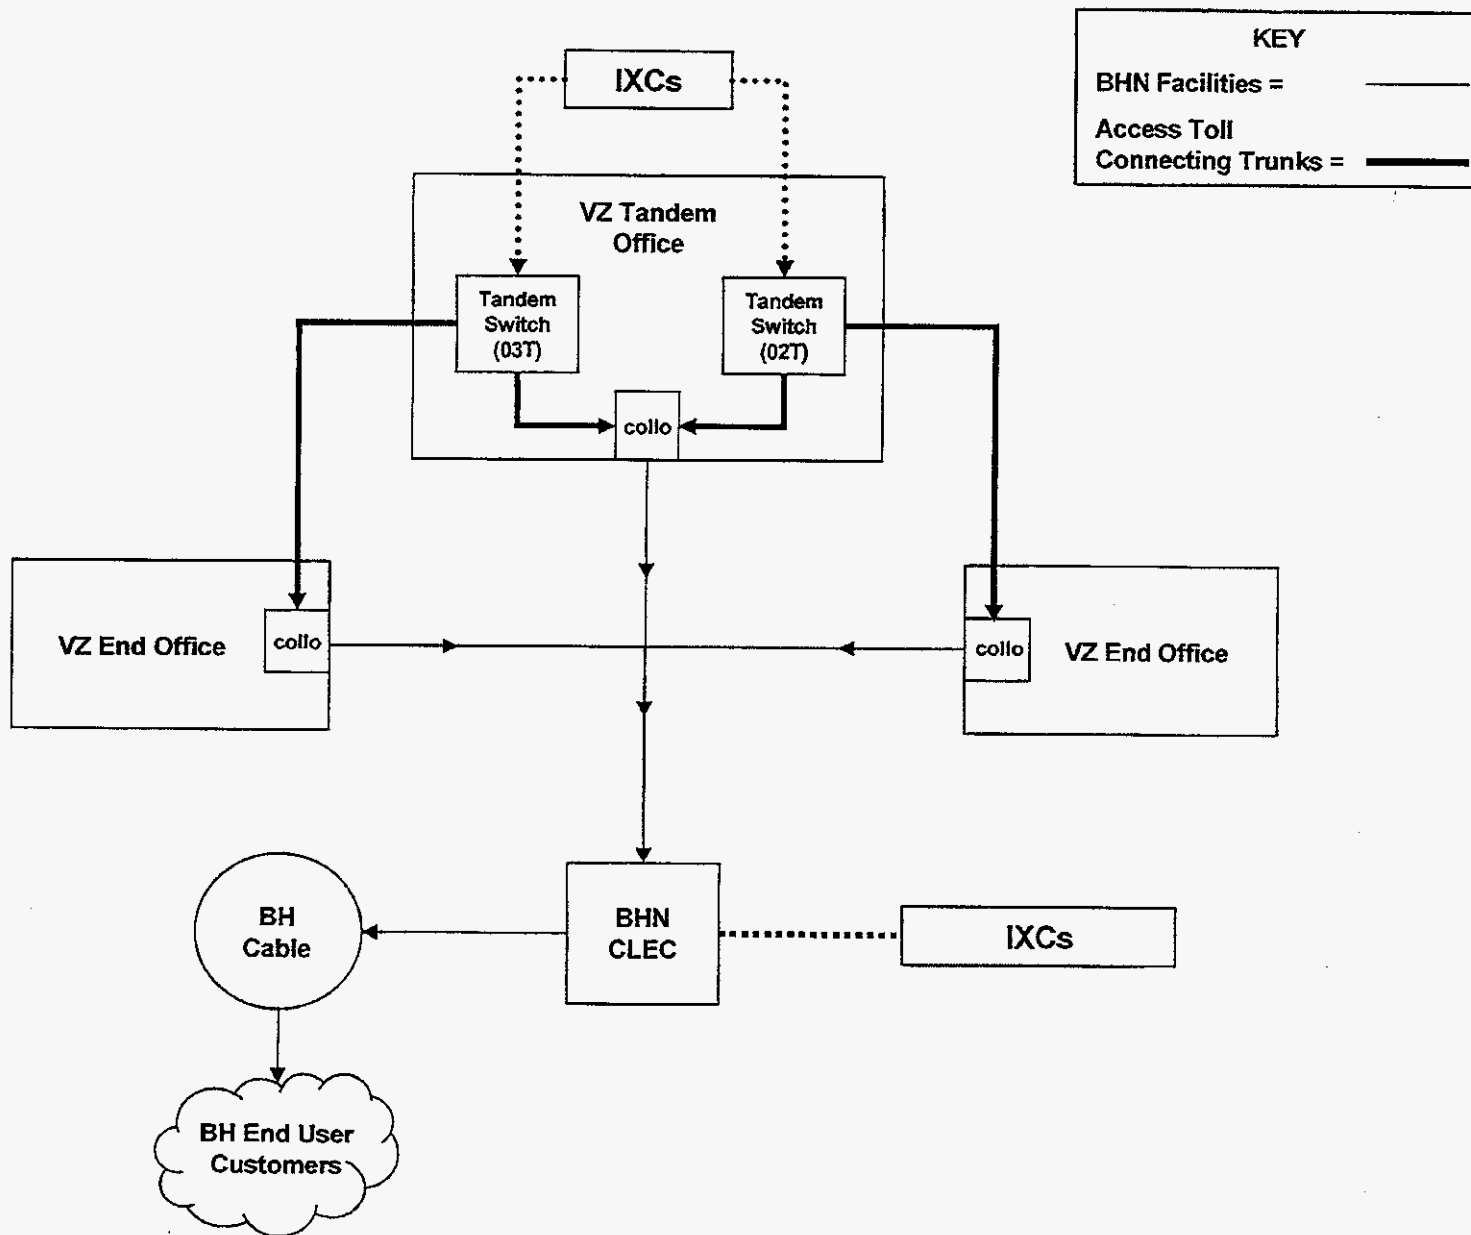 KEY
BHN Facilities =
Access Toll
Connecting Trunks =
IXCs
VZ Tandem
Office
Tandem
Switch
(03T)
Tandem
Switch
(02T)
collo
VZ End Office
collo
collo
VZ End Office
BH
Cable
BHN
CLEC
IXCs
BH End User
Customers